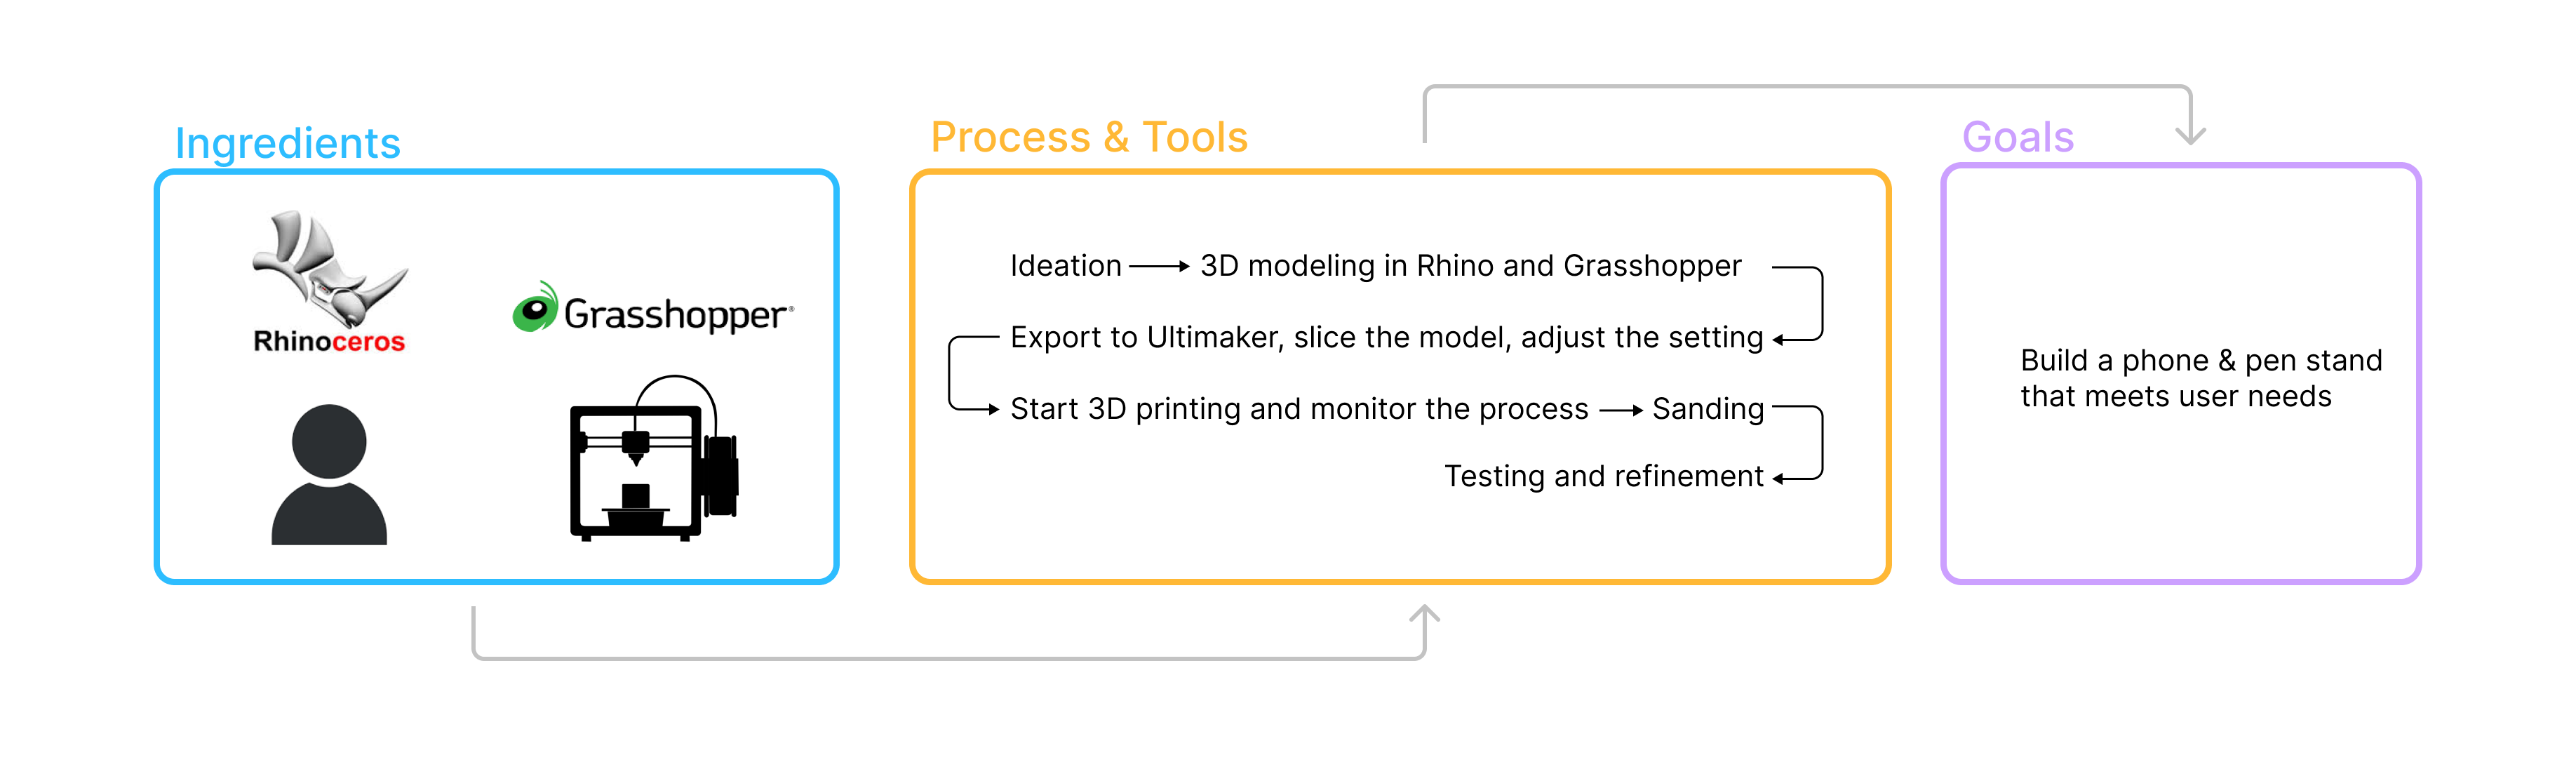 Ingredients
Rhinoceros
Grasshopper®
Process & Tools
Ideation
3D modeling in Rhino and Grasshopper
Export to Ultimaker, slice the model, adjust the setting
Start 3D printing and monitor the process
Sanding
Testing and refinement
Goals
Build a phone & pen stand
that meets user needs